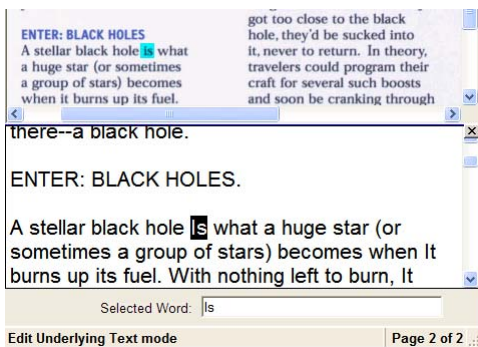 got too close to the black
ENTER: BLACK HOLES
hole, they'd be sucked into
A stellar black hole is what
it, never to return. In theory,
a huge star (or sometimes
travelers could program their
a group of stars) becomes
craft for several such boosts
when it burns up its fuel.
and soon be cranking through
there--a black hole.
ENTER: BLACK HOLES.
A stellar black hole Is what a huge star (or
sometimes a group of stars) becomes when It
burns up its fuel. With nothing left to burn, It
Selected Word: Is
Edit Underlying Text mode
Page 2 of 2